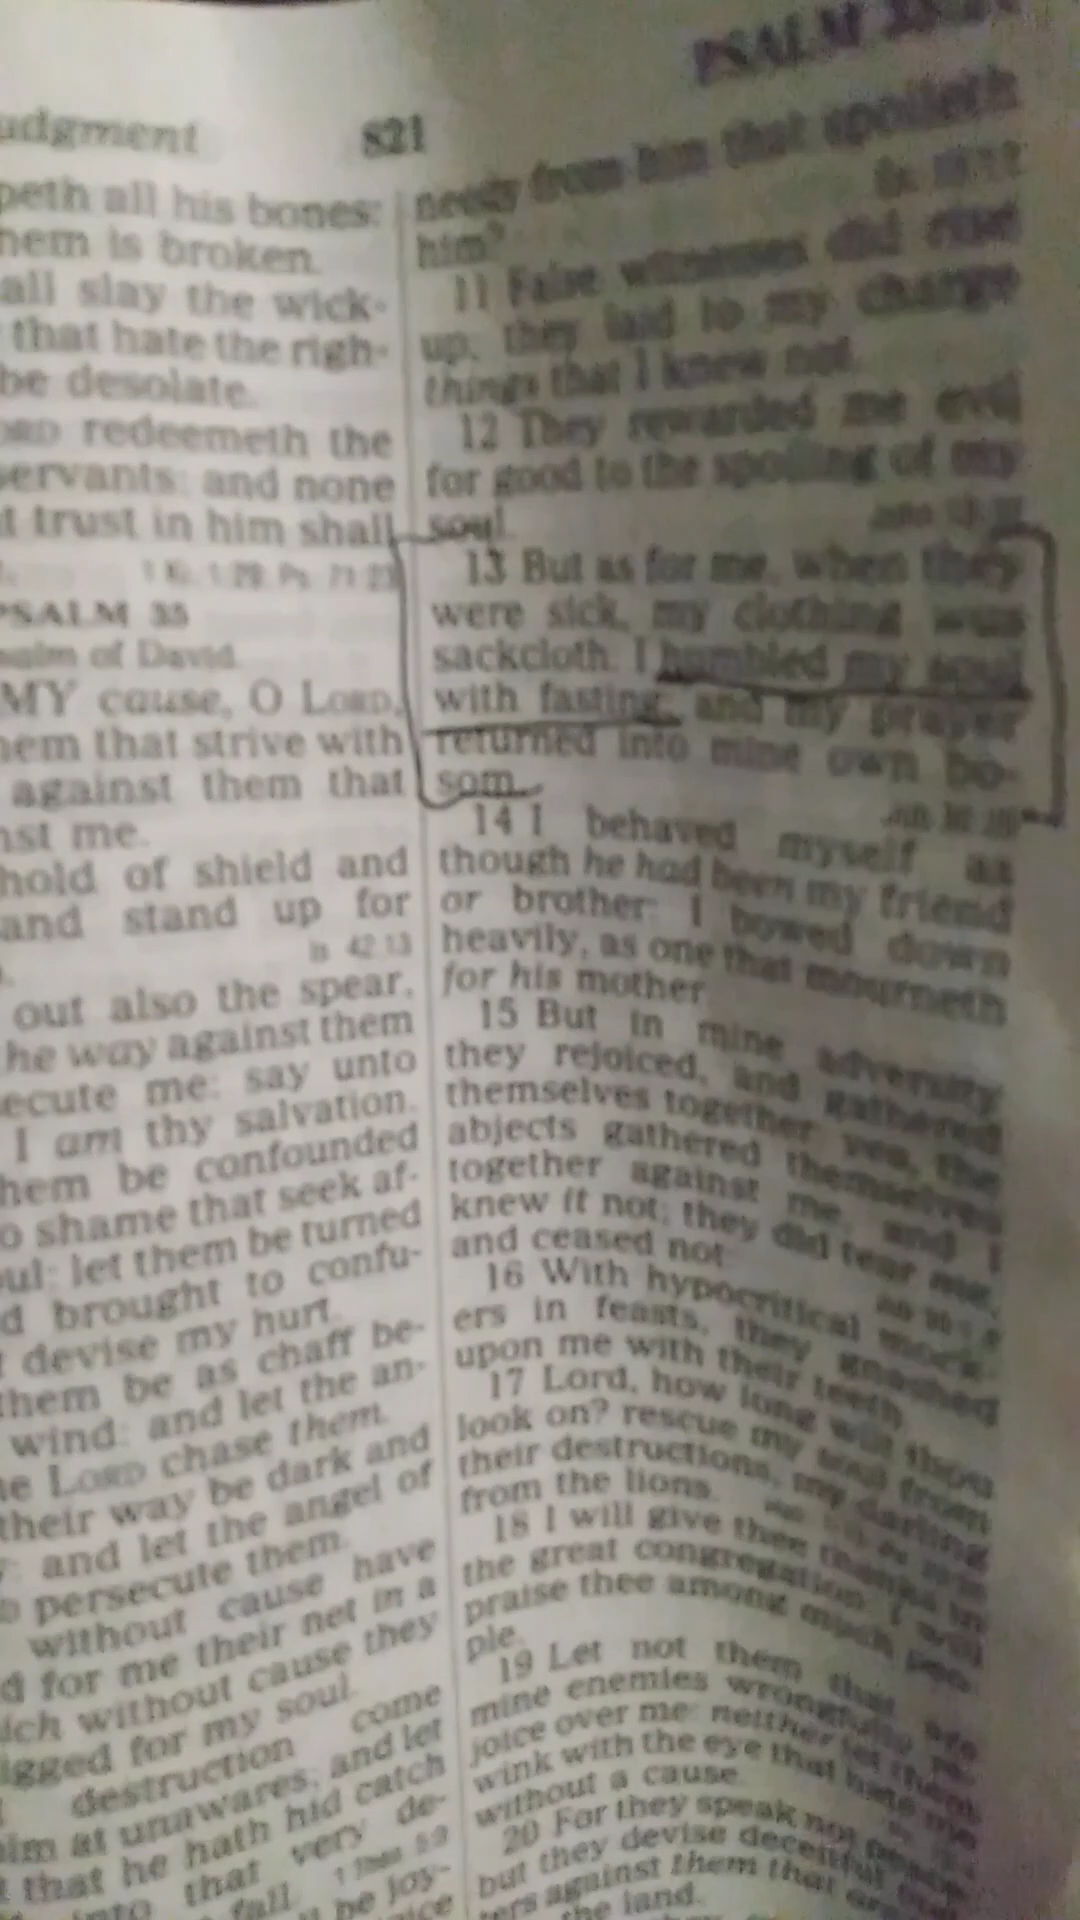 PSALM
udgment 821
peth all his bones:
hem is broken.
all slay the wick-
that hate the righ-
be desolate.
redeemeth the
servants: and none
t trust in him shall
PSALM 35
of David.
MY cause, O LORD,
hem that strive with
against them that
nst me.
hold of shield and
and stand up for
Is 42:13
out also the spear,
he way against them
ecute me: say unto
I am thy salvation.
hem be confounded
o shame that seek af-
ul: let them be turned
d brought to confu-
devise my hurt.
them be as chaff be-
wind: and let the an-
he LORD chase them.
their way be dark and
and let the angel of
persecute them.
without cause have
d for me their net in a
ich without cause they
igged for my soul.
destruction come
im at unawares; and let
that he hath hid catch
into that very de-
fall.
be joy-
from him that spoileth
him?
11 False witnesses did rise
up; they laid to my charge
things that I knew not.
12 They rewarded me evil
for good to the spoiling of my
soul.
13 But as for me, when they
were sick, my clothing was
sackcloth: I humbled my soul
with fasting; and my prayer
returned into mine own bo-
som.
14 I behaved myself as
though he had been my friend
or brother: I bowed down
heavily, as one that mourneth
for his mother.
15 But in mine adversity
they rejoiced, and gathered
themselves together: yea, the
abjects gathered themselves
together against me, and I
knew it not; they did tear me,
and ceased not:
16 With hypocritical mock-
ers in feasts, they gnashed
upon me with their teeth.
17 Lord, how long wilt thou
look on? rescue my soul from
their destructions, my darling
from the lions.
18 I will give thee thanks in
the great congregation: I will
praise thee among much peo-
ple.
19 Let not them that are
mine enemies wrongfully re-
joice over me: neither let them
wink with the eye that hate me
without a cause.
20 For they speak not peace:
but they devise deceitful
ters against them that are
the land.